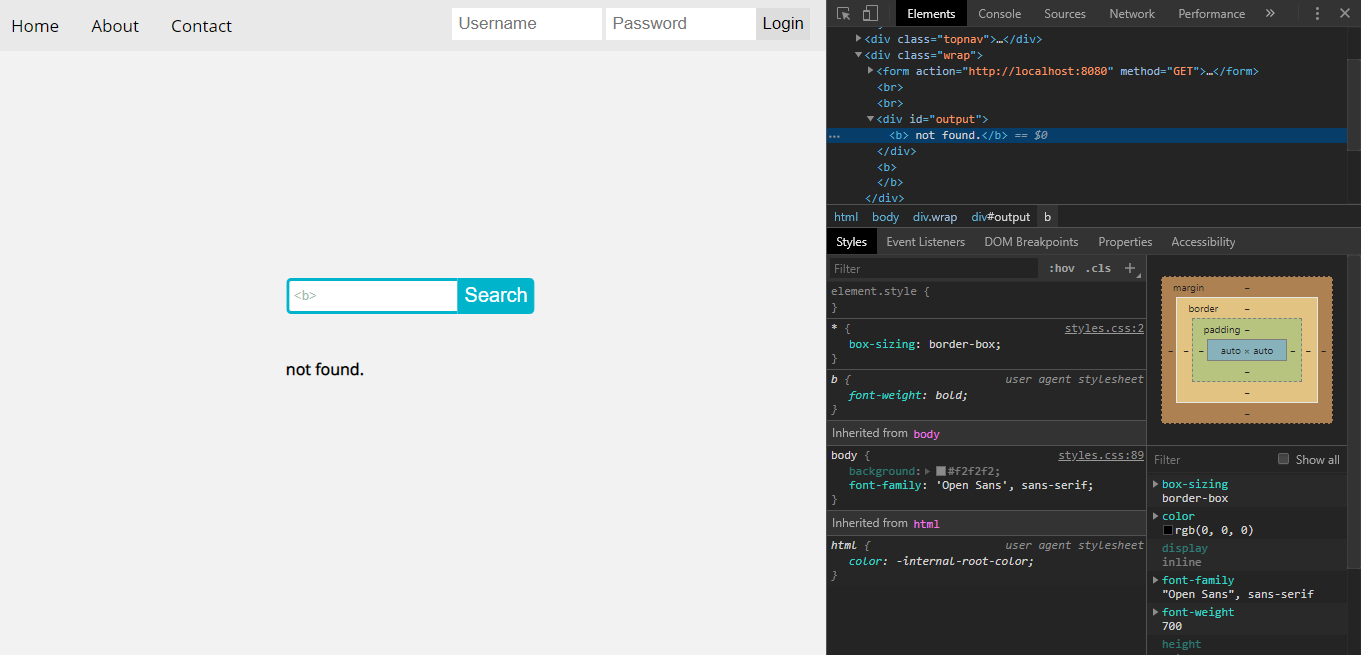 Home About Contact
Username Password Login
<b> Search
not found.
Elements Console Sources Network Performance »
<div class="topnav">…</div>
<div class="wrap">
<form action="http://localhost:8080" method="GET">…</form>
<br>
<br>
<div id="output">
<b> not found.</b> == $0
</div>
<b>
</b>
</div>
html body div.wrap div#output b
Styles Event Listeners DOM Breakpoints Properties Accessibility
Filter :hov .cls +
element.style {
}
* { styles.css:2
box-sizing: border-box;
}
b { user agent stylesheet
font-weight: bold;
}
Inherited from body
body { styles.css:89
background: #f2f2f2;
font-family: 'Open Sans', sans-serif;
}
Inherited from html
html { user agent stylesheet
color: -internal-root-color;
}
margin –
border –
padding –
– – – auto × auto – – –
–
–
–
Filter Show all
box-sizing
border-box
color
rgb(0, 0, 0)
display
inline
font-family
"Open Sans", sans-serif
font-weight
700
height